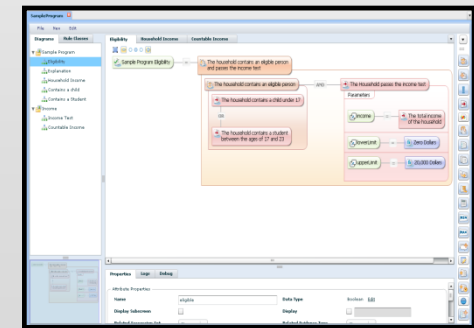 SampleProgram
File Nav Edit
Diagrams Rule Classes
Sample Program
Eligibility
Explanation
Household Income
Contains a child
Contains a Student
Income
Income Test
Countable Income
Eligibility Household Income Countable Income
Sample Program Eligibility
The household contains an eligible person
and passes the income test
The household contains an eligible person
AND
The Household passes the income test
The household contains a child under 17
OR
The household contains a student
between the ages of 17 and 23
Parameters
income
The total income
of the household
lowerLimit
Zero Dollars
upperLimit
20,000 Dollars
Properties Logs Debug
Attribute Properties
Name eligible Data Type Boolean Edit
Display Subscreen Display